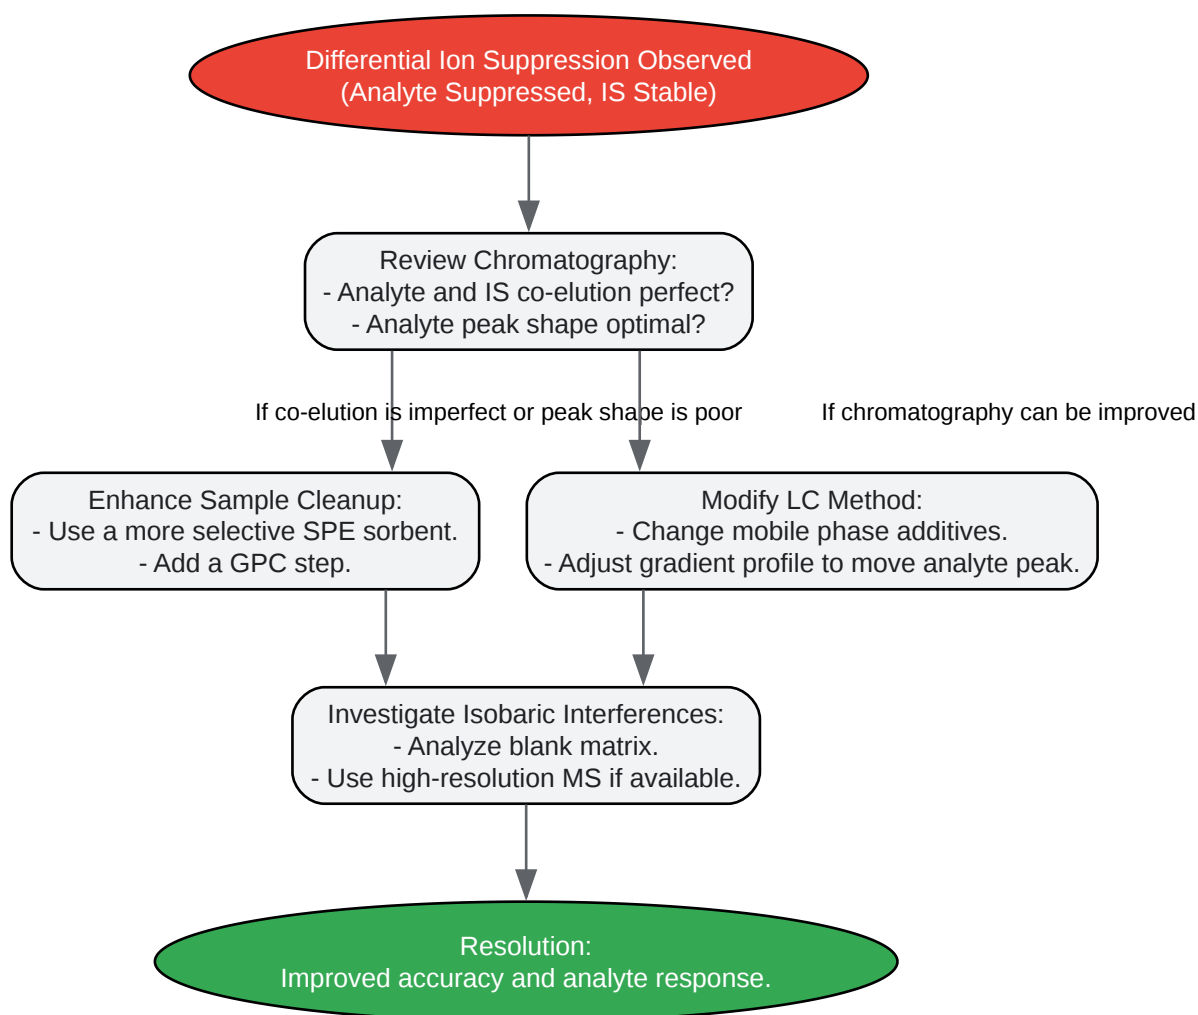 Differential Ion Suppression Observed
(Analyte Suppressed, IS Stable)
Review Chromatography:
- Analyte and IS co-elution perfect?
- Analyte peak shape optimal?
If co-elution is imperfect or peak shape is poor
If chromatography can be improved
Enhance Sample Cleanup:
- Use a more selective SPE sorbent.
- Add a GPC step.
Modify LC Method:
- Change mobile phase additives.
- Adjust gradient profile to move analyte peak.
Investigate Isobaric Interferences:
- Analyze blank matrix.
- Use high-resolution MS if available.
Resolution:
Improved accuracy and analyte response.